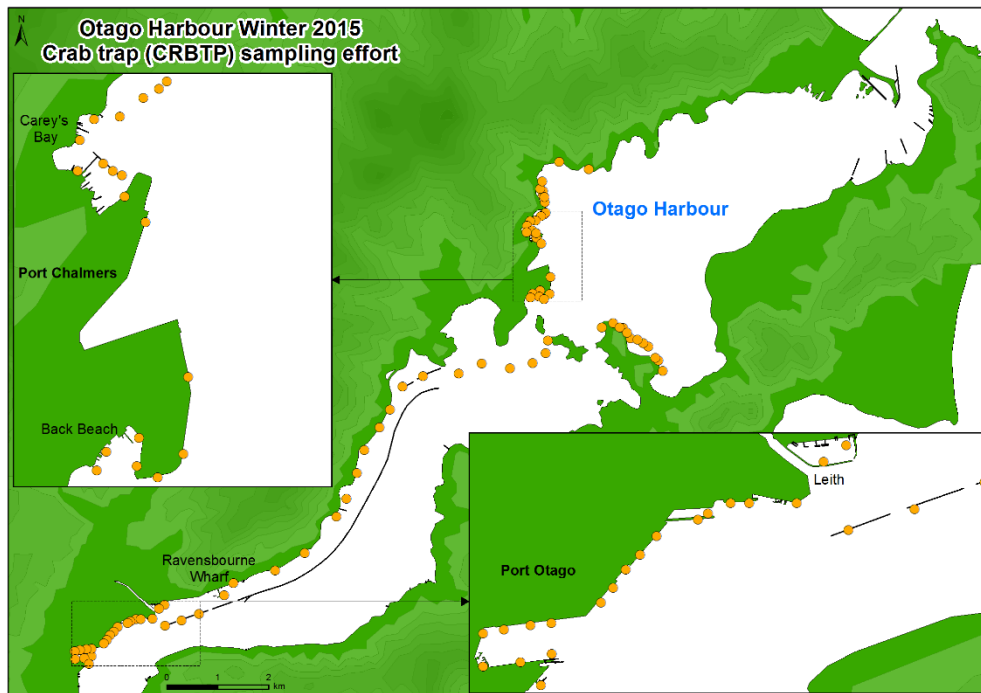 Otago Harbour Winter 2015
Crab trap (CRBTP) sampling effort
N
Carey's
Bay
Port Chalmers
Back Beach
Otago Harbour
Ravensbourne
Wharf
Leith
Port Otago
0 1 2
km